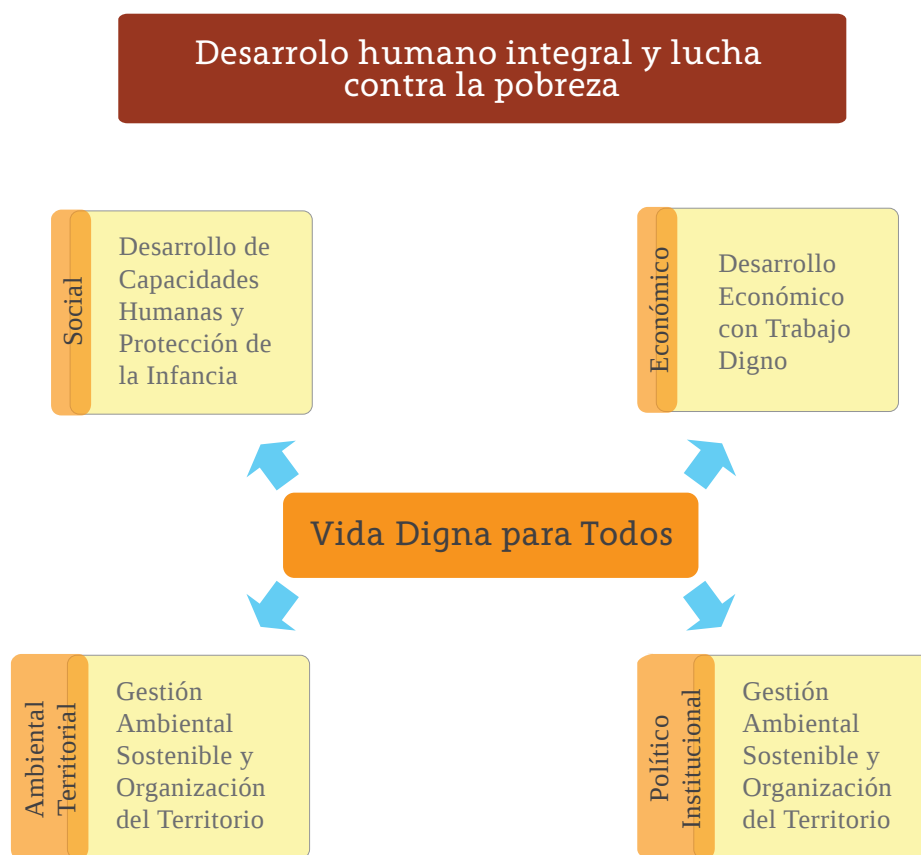 Desarrolo humano integral y lucha
contra la pobreza
Social
Desarrollo de
Capacidades
Humanas y
Protección de
la Infancia
Económico
Desarrollo
Económico
con Trabajo
Digno
Vida Digna para Todos
Ambiental
Territorial
Gestión
Ambiental
Sostenible y
Organización
del Territorio
Político
Institucional
Gestión
Ambiental
Sostenible y
Organización
del Territorio